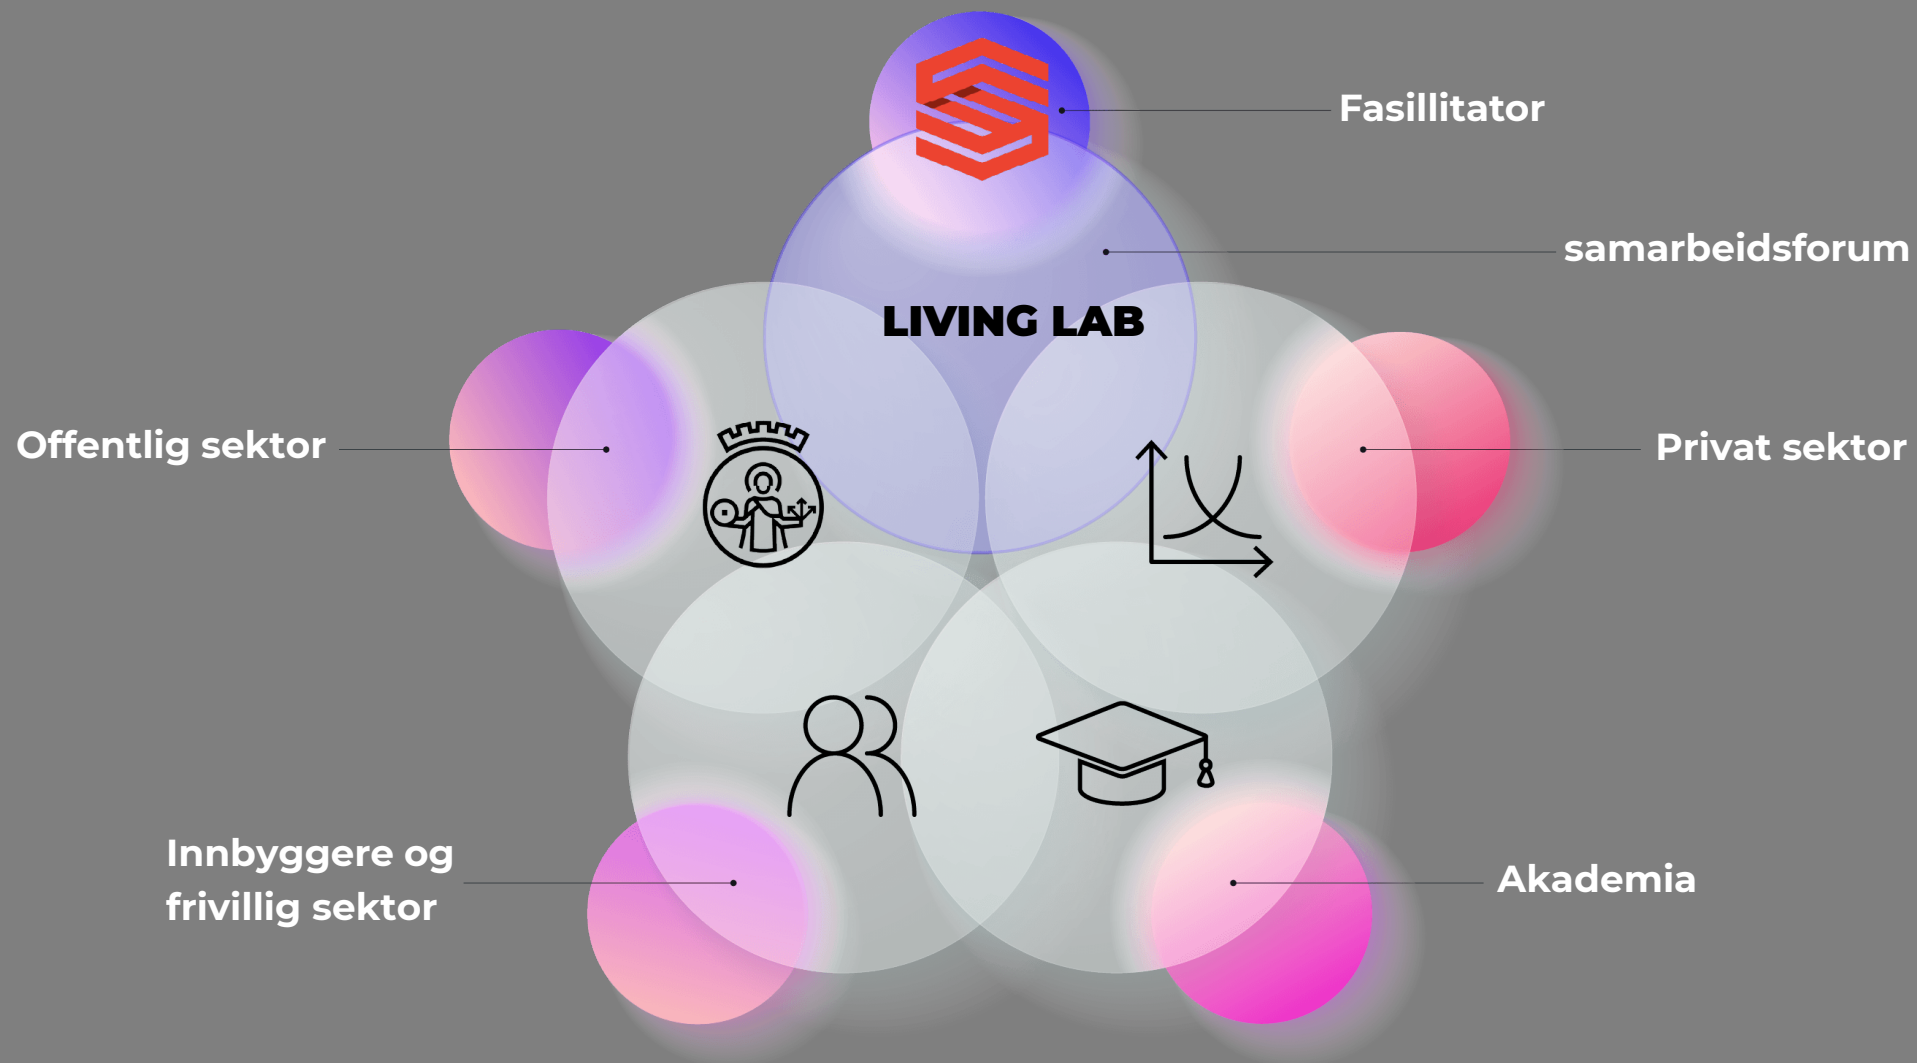 Fasillitator
samarbeidsforum
LIVING LAB
Offentlig sektor
Privat sektor
Innbyggere og
frivillig sektor
Akademia